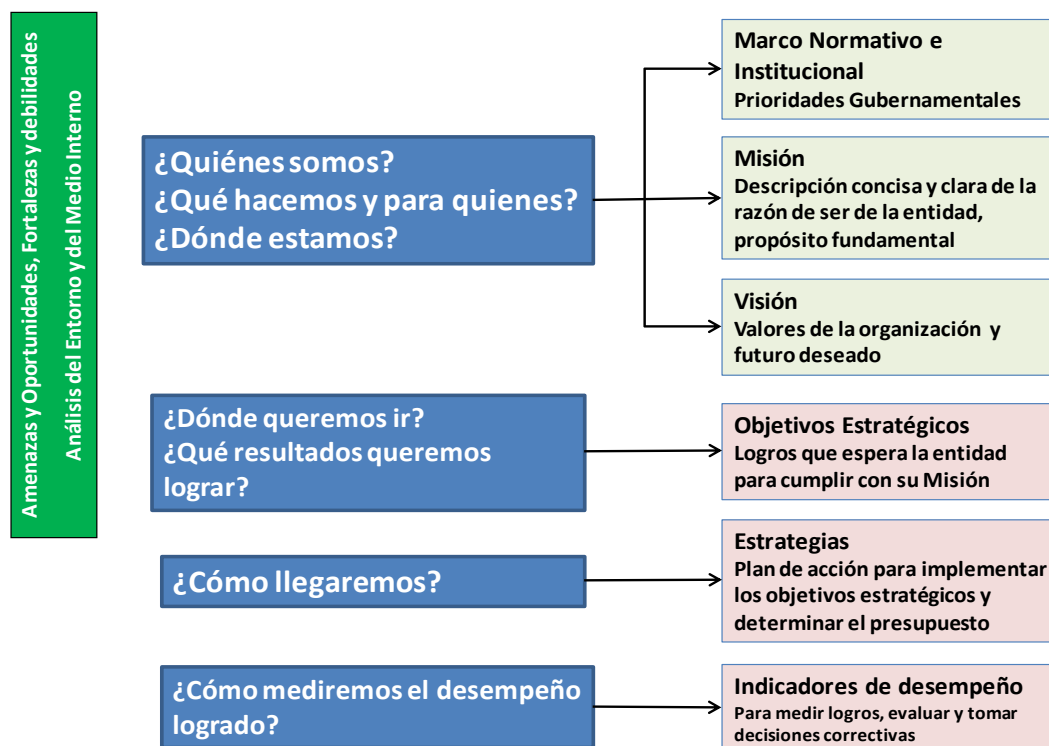 Amenazas y Oportunidades, Fortalezas y debilidades
Análisis del Entorno y del Medio Interno
¿Quiénes somos?
¿Qué hacemos y para quienes?
¿Dónde estamos?
Marco Normativo e
Institucional
Prioridades Gubernamentales
Misión
Descripción concisa y clara de la
razón de ser de la entidad,
propósito fundamental
Visión
Valores de la organización y
futuro deseado
¿Dónde queremos ir?
¿Qué resultados queremos
lograr?
Objetivos Estratégicos
Logros que espera la entidad
para cumplir con su Misión
¿Cómo llegaremos?
Estrategias
Plan de acción para implementar
los objetivos estratégicos y
determinar el presupuesto
¿Cómo mediremos el desempeño
logrado?
Indicadores de desempeño
Para medir logros, evaluar y tomar
decisiones correctivas